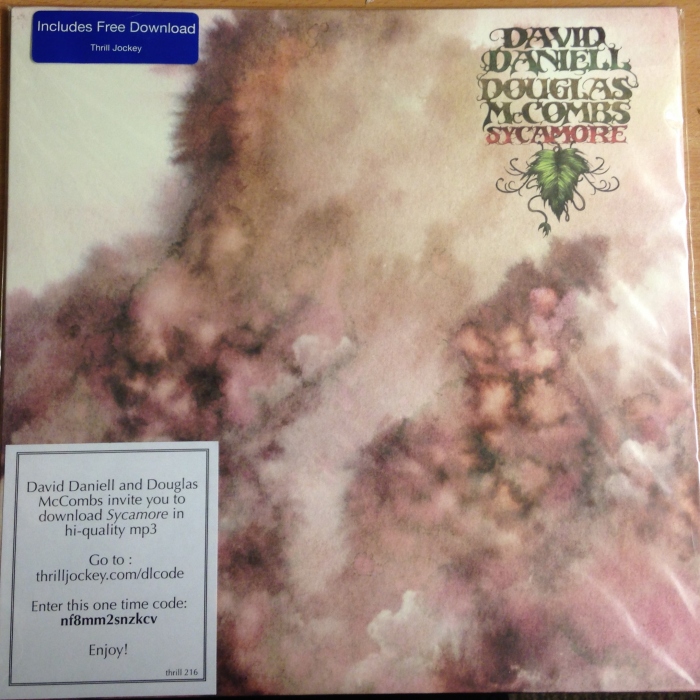 Includes Free Download
Thrill Jockey
DAVID
DANIELL
DOUGLAS
McCOMBS
SYCAMORE
David Daniell and Douglas
McCombs invite you to
download Sycamore in
hi-quality mp3
Go to :
thrilljockey.com/dlcode
Enter this one time code:
nf8mm2snzkcv
Enjoy!
thrill 216